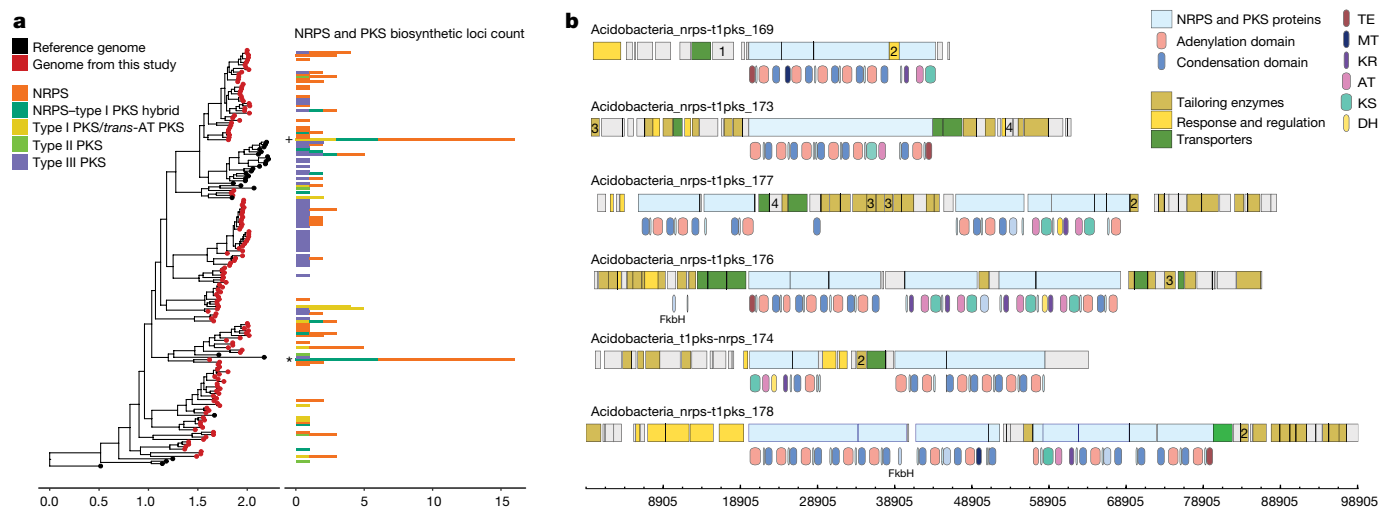 a
Reference genome
Genome from this study
NRPS
NRPS–type I PKS hybrid
Type I PKS/trans-AT PKS
Type II PKS
Type III PKS
NRPS and PKS biosynthetic loci count
+
*
0.0 0.5 1.0 1.5 2.0
0 5 10 15
b
Acidobacteria_nrps-t1pks_169
1 2
Acidobacteria_nrps-t1pks_173
3 4
Acidobacteria_nrps-t1pks_177
4 3 3 2
Acidobacteria_nrps-t1pks_176
3
FkbH
Acidobacteria_t1pks-nrps_174
2
Acidobacteria_nrps-t1pks_178
2
FkbH
8905 18905 28905 38905 48905 58905 68905 78905 88905 98905
NRPS and PKS proteins
Adenylation domain
Condensation domain
Tailoring enzymes
Response and regulation
Transporters
TE
MT
KR
AT
KS
DH